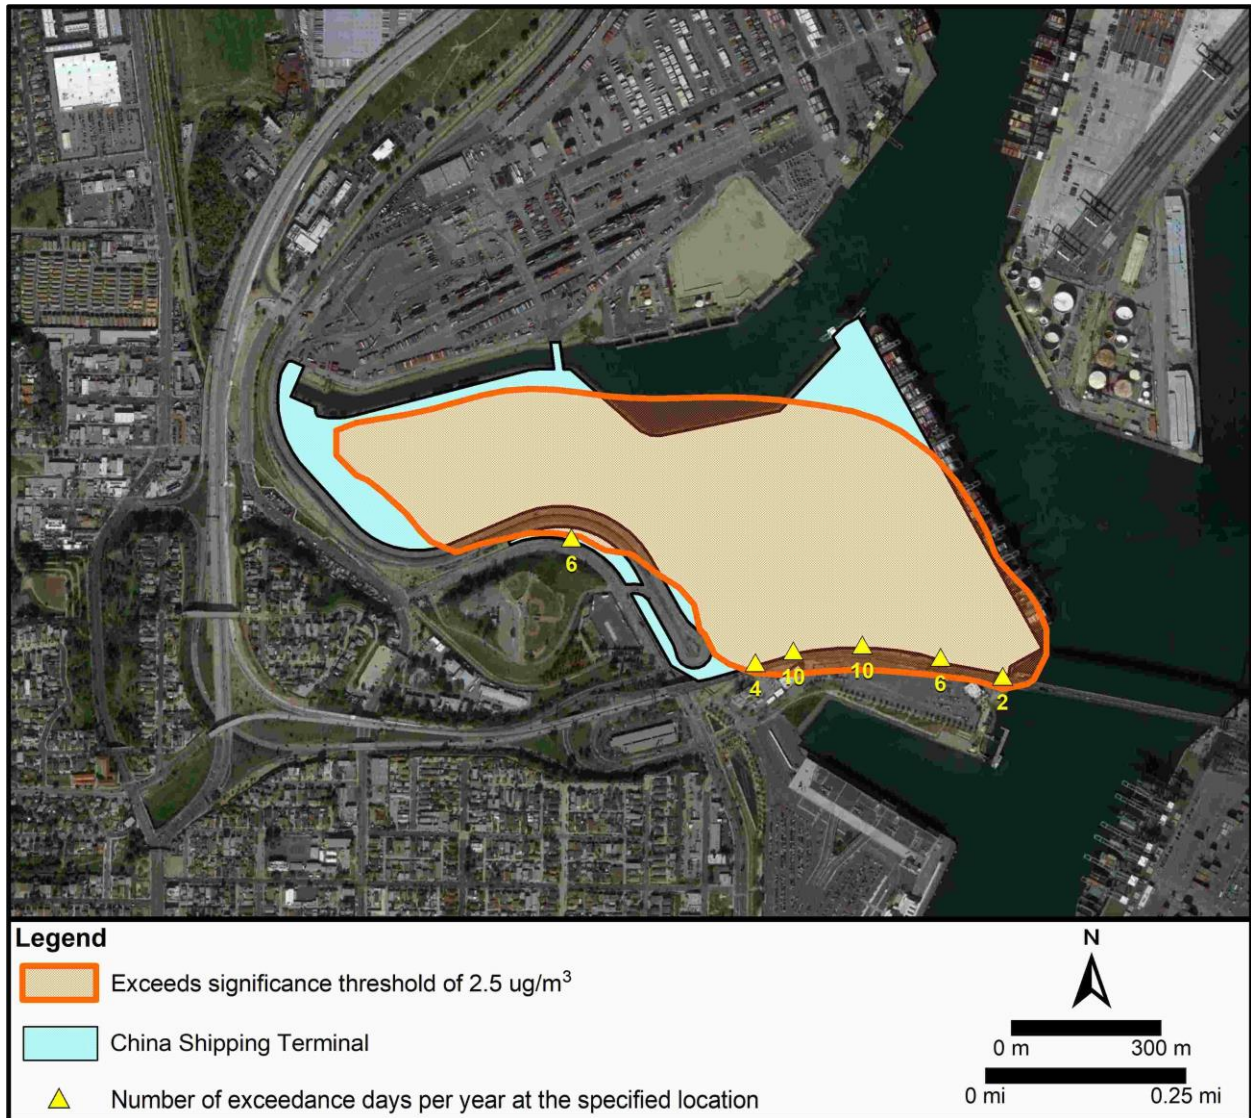 6
4
10
10
6
2
Legend
N
Exceeds significance threshold of 2.5 ug/m³
China Shipping Terminal
0 m 300 m
Number of exceedance days per year at the specified location
0 mi 0.25 mi